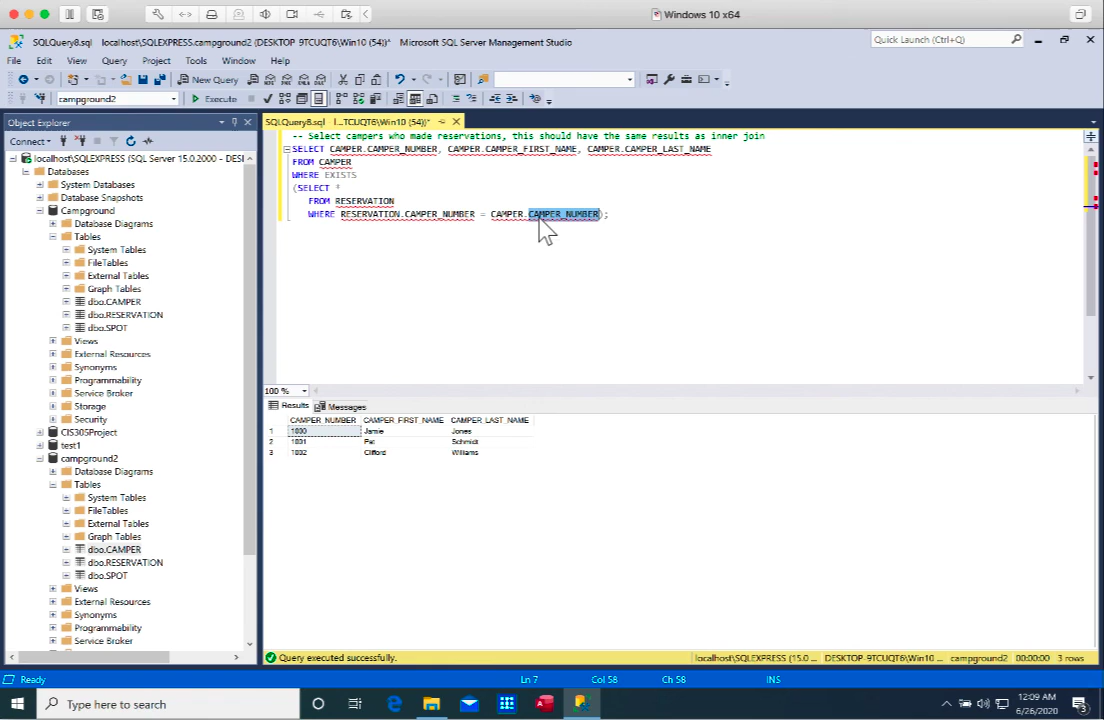 Windows 10 x64
SQLQuery8.sql localhost\SQLEXPRESS.campground2 (DESKTOP-9TCUQT6\Win10 (54))* Microsoft SQL Server Management Studio
Quick Launch (Ctrl+Q)
File Edit View Query Project Tools Window Help
New Query
campground2 Execute
Object Explorer
SQLQuery8.sql l...TCUQT6\Win10 (54))*
Connect
-- Select campers who made reservations, this should have the same results as inner join
SELECT CAMPER.CAMPER_NUMBER, CAMPER.CAMPER_FIRST_NAME, CAMPER.CAMPER_LAST_NAME
FROM CAMPER
WHERE EXISTS
(SELECT *
FROM RESERVATION
WHERE RESERVATION.CAMPER_NUMBER = CAMPER.CAMPER_NUMBER);
localhost\SQLEXPRESS (SQL Server 15.0.2000 - DESI
Databases
System Databases
Database Snapshots
Campground
Database Diagrams
Tables
System Tables
FileTables
External Tables
Graph Tables
dbo.CAMPER
dbo.RESERVATION
dbo.SPOT
Views
External Resources
Synonyms
Programmability
Service Broker
Storage
Security
CIS305Project
test1
campground2
Database Diagrams
Tables
System Tables
FileTables
External Tables
Graph Tables
dbo.CAMPER
dbo.RESERVATION
dbo.SPOT
Views
External Resources
Synonyms
Programmability
Service Broker
100 %
Results Messages
CAMPER_NUMBER CAMPER_FIRST_NAME CAMPER_LAST_NAME
1 1000 Jamie Jones
2 1001 Pat Schmidt
3 1002 Clifford Williams
Query executed successfully.
localhost\SQLEXPRESS (15.0 ... DESKTOP-9TCUQT6\Win10 ... campground2 00:00:00 3 rows
Ready Ln 7 Col 58 Ch 58 INS
Type here to search
12:09 AM
6/26/2020
3